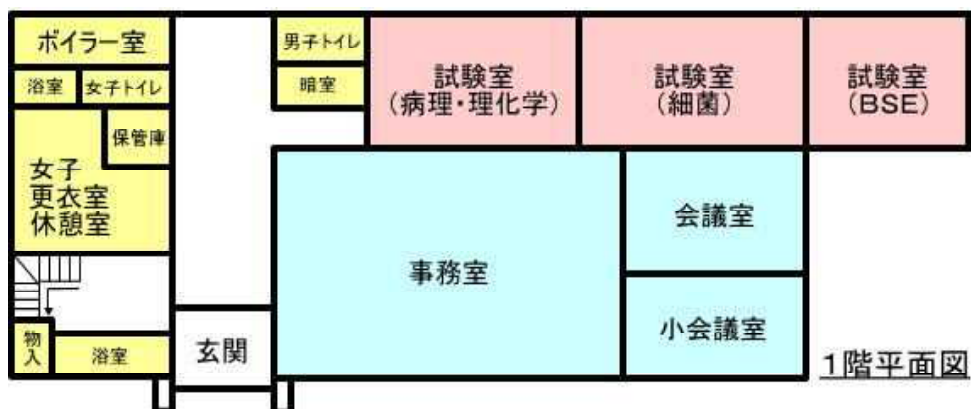 ボイラー室
浴室
女子トイレ
保管庫
女子
更衣室
休憩室
物
入
浴室
玄関
男子トイレ
暗室
試験室
(病理・理化学)
試験室
(細菌)
試験室
(BSE)
事務室
会議室
小会議室
1階平面図